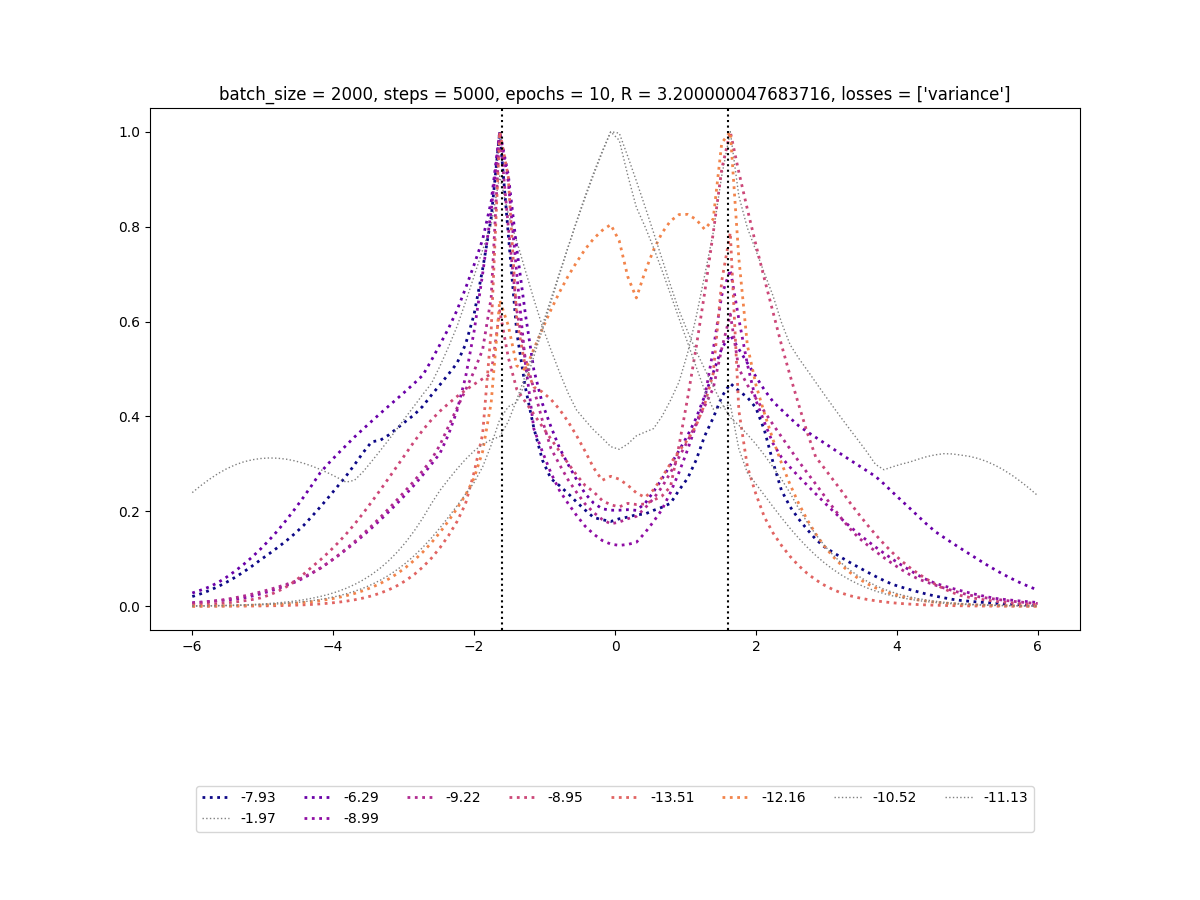 batch_size = 2000, steps = 5000, epochs = 10, R = 3.200000047683716, losses = ['variance']
1.0
0.8
0.6
0.4
0.2
0.0
−6 −4 −2 0 2 4 6
-7.93 -6.29 -9.22 -8.95 -13.51 -12.16 -10.52 -11.13
-1.97 -8.99